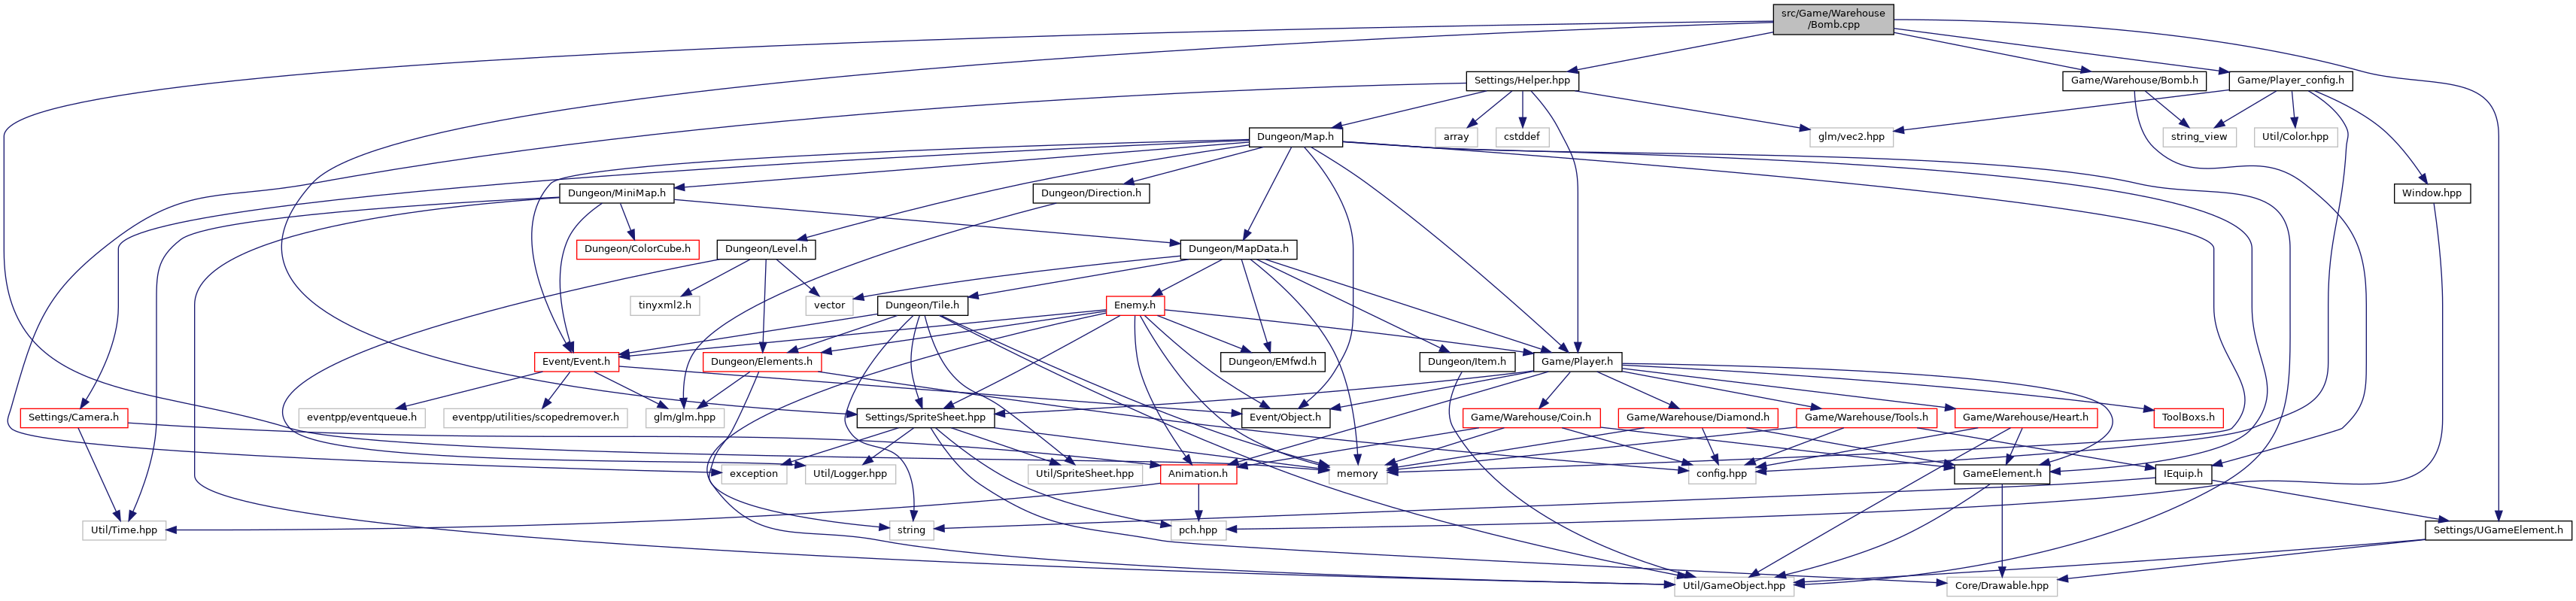 src/Game/Warehouse
/Bomb.cpp
Settings/Helper.hpp
Game/Warehouse/Bomb.h
Game/Player_config.h
Dungeon/Map.h
array
cstddef
glm/vec2.hpp
string_view
Util/Color.hpp
Dungeon/MiniMap.h
Dungeon/Direction.h
Window.hpp
Dungeon/ColorCube.h
Dungeon/Level.h
Dungeon/MapData.h
tinyxml2.h
vector
Dungeon/Tile.h
Enemy.h
Event/Event.h
Dungeon/Elements.h
Dungeon/EMfwd.h
Dungeon/Item.h
Game/Player.h
Settings/Camera.h
eventpp/eventqueue.h
eventpp/utilities/scopedremover.h
glm/glm.hpp
Settings/SpriteSheet.hpp
Event/Object.h
Game/Warehouse/Coin.h
Game/Warehouse/Diamond.h
Game/Warehouse/Tools.h
Game/Warehouse/Heart.h
ToolBoxs.h
exception
Util/Logger.hpp
Util/SpriteSheet.hpp
Animation.h
memory
config.hpp
GameElement.h
IEquip.h
Util/Time.hpp
string
pch.hpp
Settings/UGameElement.h
Util/GameObject.hpp
Core/Drawable.hpp